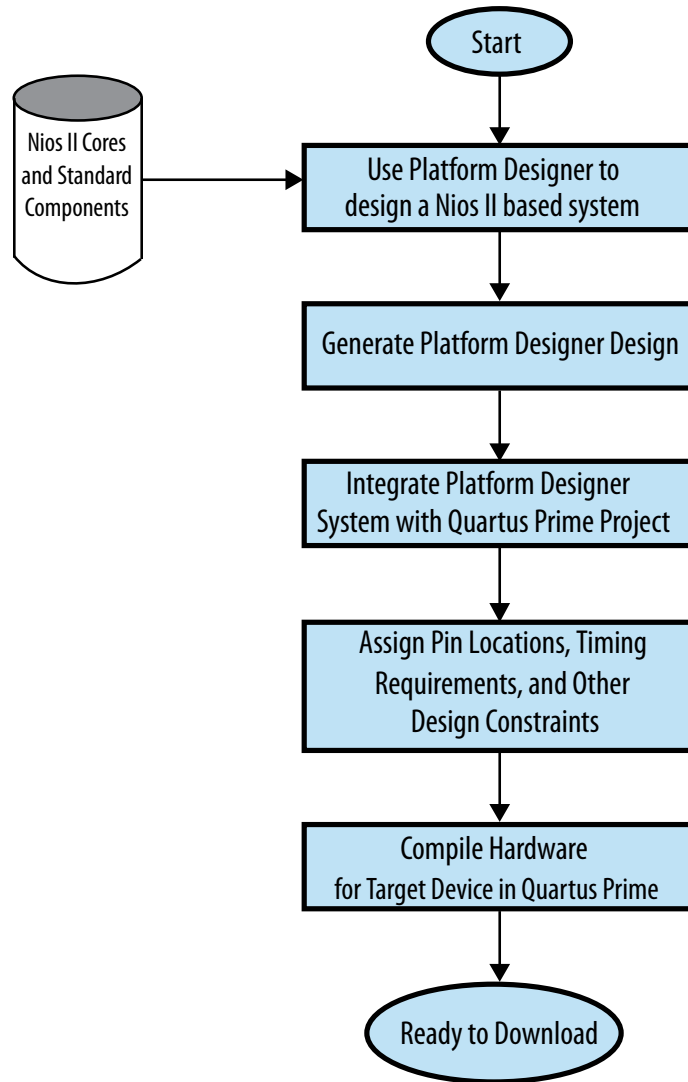 Start
Nios II Cores
and Standard
Components
Use Platform Designer to
design a Nios II based system
Generate Platform Designer Design
Integrate Platform Designer
System with Quartus Prime Project
Assign Pin Locations, Timing
Requirements, and Other
Design Constraints
Compile Hardware
for Target Device in Quartus Prime
Ready to Download